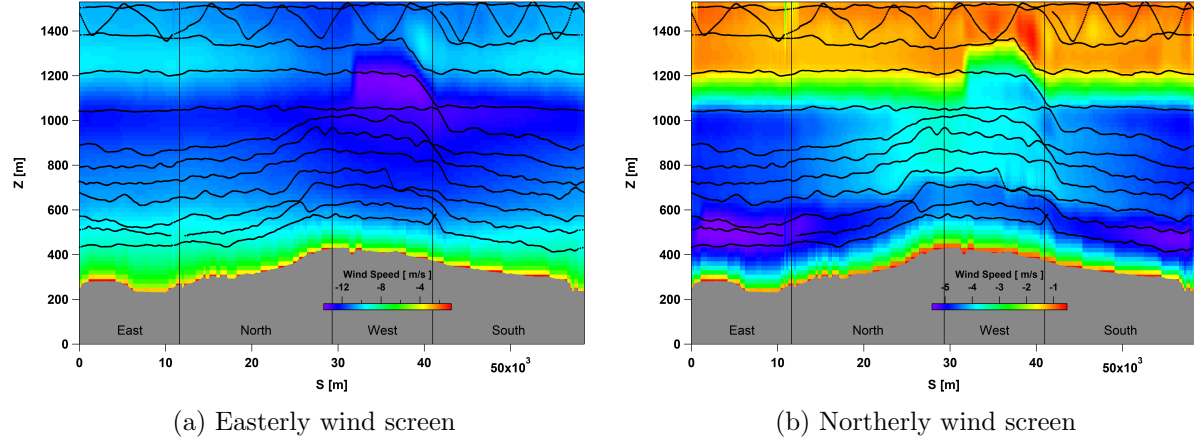 1400
1200
1000
800
600
400
200
0
Z [m]
Wind Speed [ m/s ]
-12 -8 -4
East North West South
0 10 20 30 40 50x10³
S [m]
(a) Easterly wind screen
1400
1200
1000
800
600
400
200
0
Z [m]
Wind Speed [ m/s ]
-5 -4 -3 -2 -1
East North West South
0 10 20 30 40 50x10³
S [m]
(b) Northerly wind screen